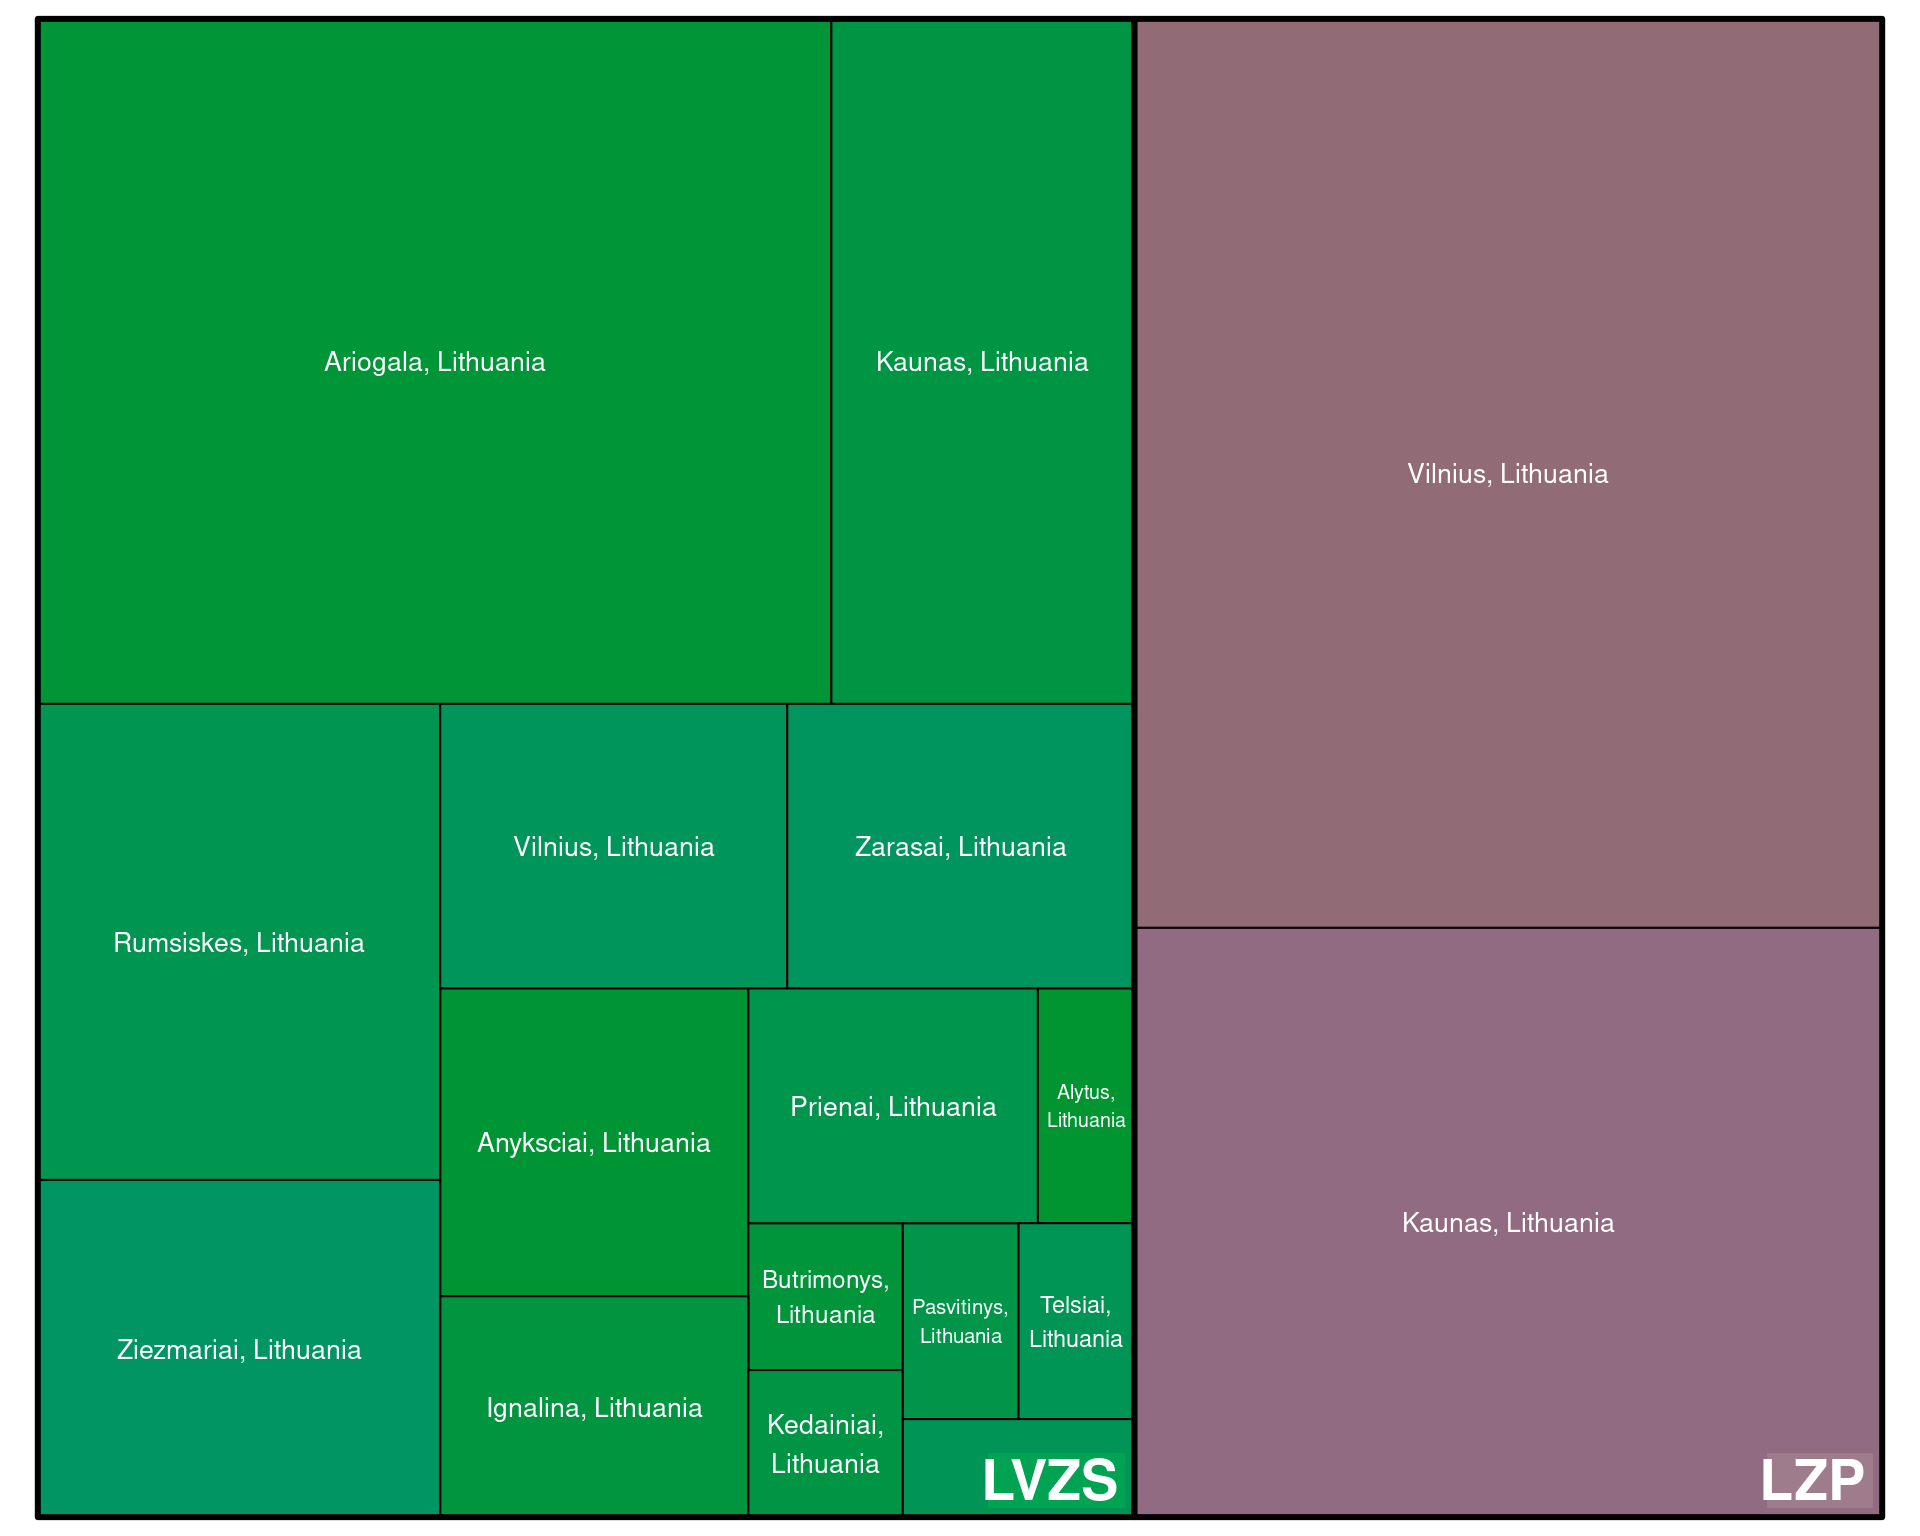 Ariogala, Lithuania
Kaunas, Lithuania
Vilnius, Lithuania
Rumsiskes, Lithuania
Vilnius, Lithuania
Zarasai, Lithuania
Anyksciai, Lithuania
Prienai, Lithuania
Alytus,
Lithuania
Ziezmariai, Lithuania
Ignalina, Lithuania
Butrimonys,
Lithuania
Pasvitinys,
Lithuania
Telsiai,
Lithuania
Kedainiai,
Lithuania
LVZS
Kaunas, Lithuania
LZP